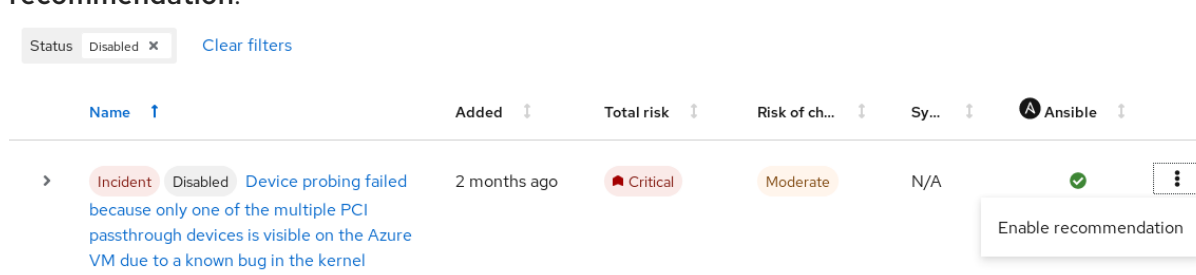 recommendation.
Status Disabled × Clear filters
Name Added Total risk Risk of ch... Sy... A Ansible
Incident Disabled Device probing failed 2 months ago Critical Moderate N/A
because only one of the multiple PCI
passthrough devices is visible on the Azure Enable recommendation
VM due to a known bug in the kernel